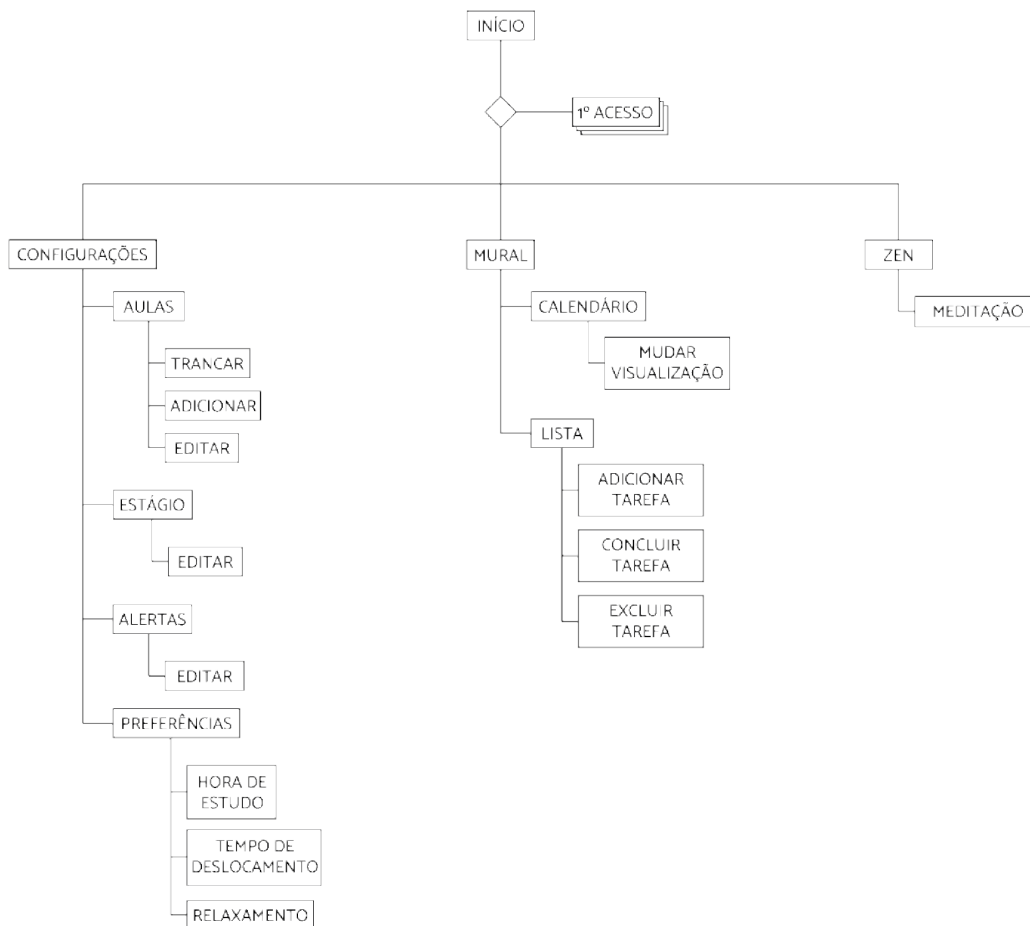 INÍCIO
1º ACESSO
CONFIGURAÇÕES
AULAS
TRANCAR
ADICIONAR
EDITAR
ESTÁGIO
EDITAR
ALERTAS
EDITAR
PREFERÊNCIAS
HORA DE
ESTUDO
TEMPO DE
DESLOCAMENTO
RELAXAMENTO
MURAL
CALENDÁRIO
MUDAR
VISUALIZAÇÃO
LISTA
ADICIONAR
TAREFA
CONCLUIR
TAREFA
EXCLUIR
TAREFA
ZEN
MEDITAÇÃO